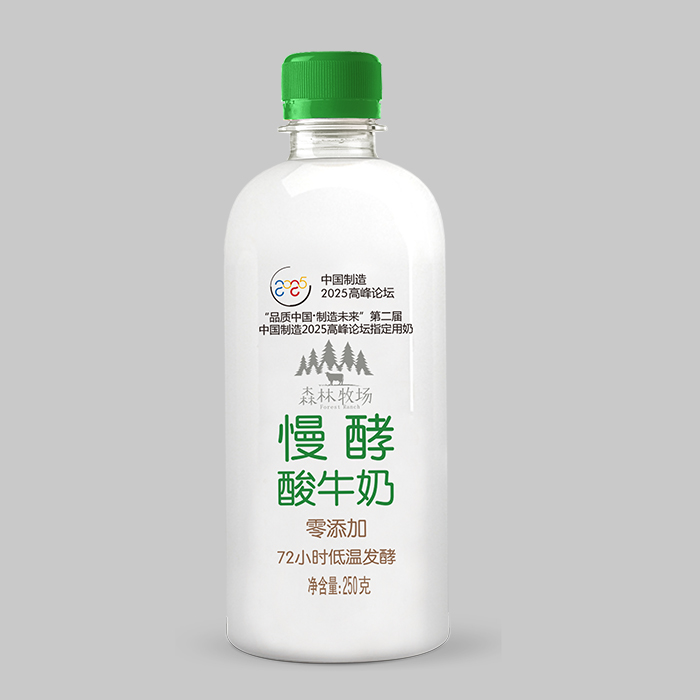 2025
中国制造
2025高峰论坛
“品质中国·制造未来”第二届
中国制造2025高峰论坛指定用奶
森林牧场
Forest Ranch
慢酵
酸牛奶
零添加
72小时低温发酵
净含量:250克